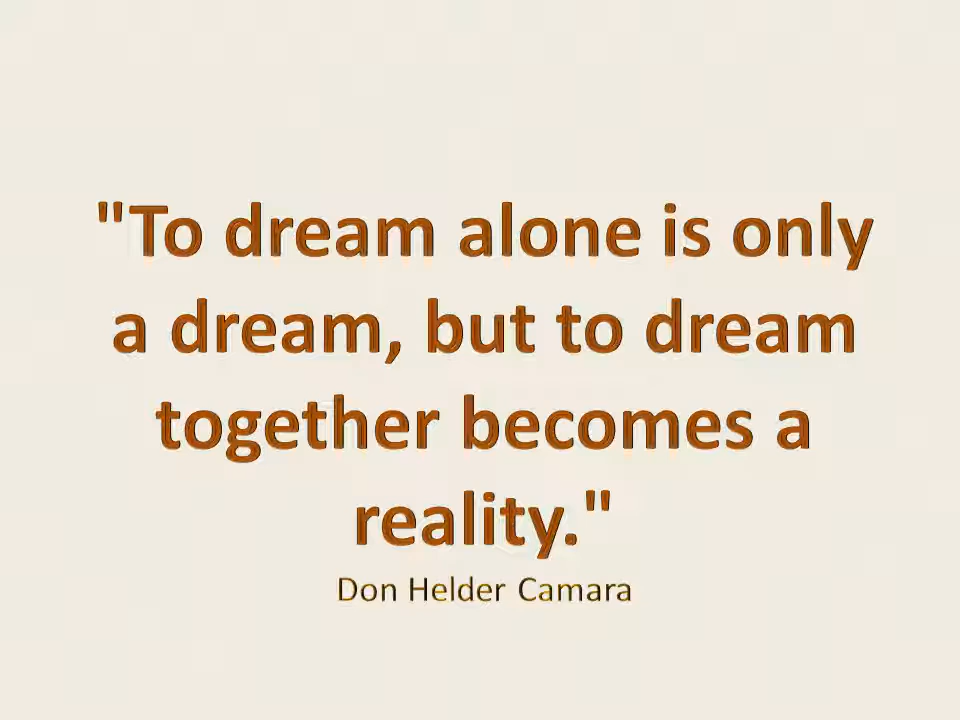 "To dream alone is only
a dream, but to dream
together becomes a
reality."
Don Helder Camara